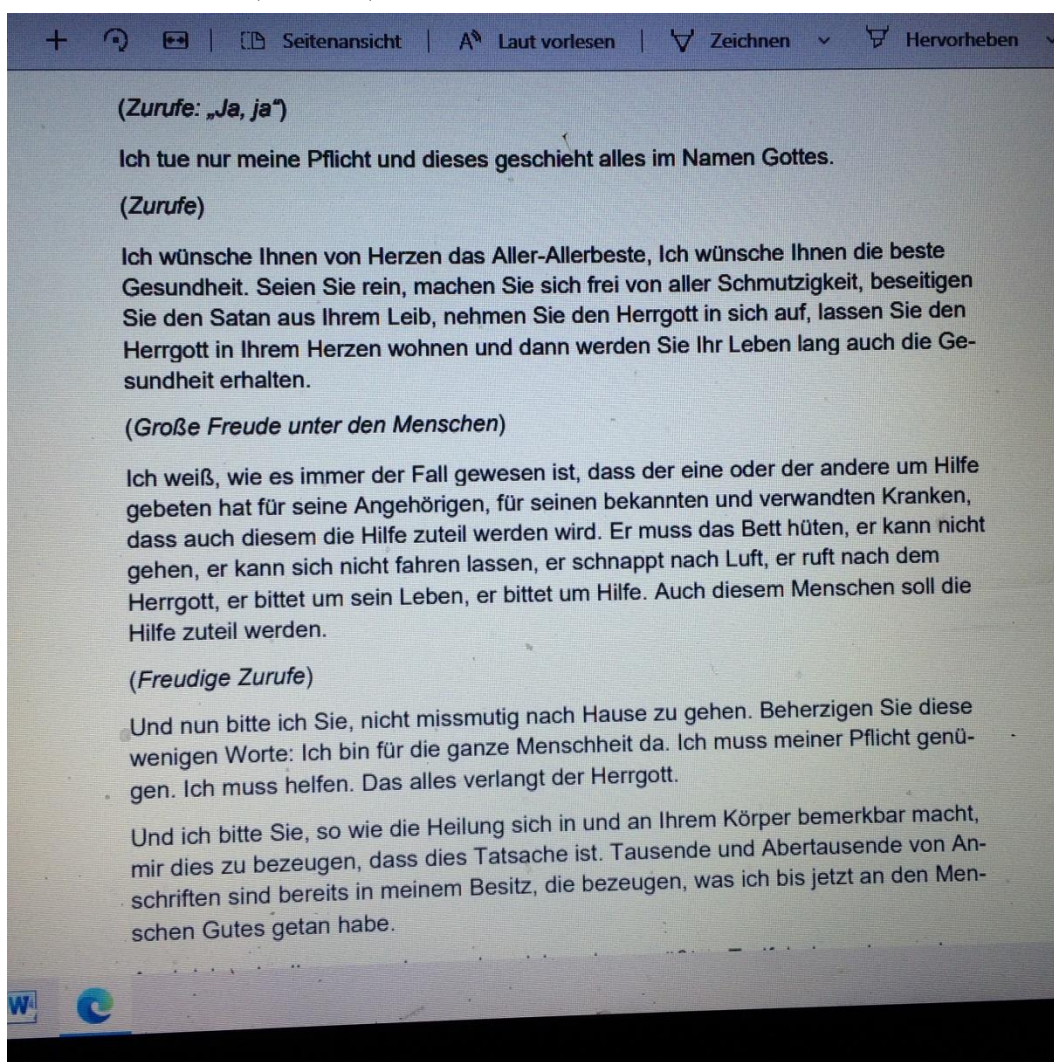 Seitenansicht Laut vorlesen Zeichnen Hervorheben
(Zurufe: „Ja, ja“)
Ich tue nur meine Pflicht und dieses geschieht alles im Namen Gottes.
(Zurufe)
Ich wünsche Ihnen von Herzen das Aller-Allerbeste, Ich wünsche Ihnen die beste
Gesundheit. Seien Sie rein, machen Sie sich frei von aller Schmutzigkeit, beseitigen
Sie den Satan aus Ihrem Leib, nehmen Sie den Herrgott in sich auf, lassen Sie den
Herrgott in Ihrem Herzen wohnen und dann werden Sie Ihr Leben lang auch die Ge-
sundheit erhalten.
(Große Freude unter den Menschen)
Ich weiß, wie es immer der Fall gewesen ist, dass der eine oder der andere um Hilfe
gebeten hat für seine Angehörigen, für seinen bekannten und verwandten Kranken,
dass auch diesem die Hilfe zuteil werden wird. Er muss das Bett hüten, er kann nicht
gehen, er kann sich nicht fahren lassen, er schnappt nach Luft, er ruft nach dem
Herrgott, er bittet um sein Leben, er bittet um Hilfe. Auch diesem Menschen soll die
Hilfe zuteil werden.
(Freudige Zurufe)
Und nun bitte ich Sie, nicht missmutig nach Hause zu gehen. Beherzigen Sie diese
wenigen Worte: Ich bin für die ganze Menschheit da. Ich muss meiner Pflicht genü-
gen. Ich muss helfen. Das alles verlangt der Herrgott.
Und ich bitte Sie, so wie die Heilung sich in und an Ihrem Körper bemerkbar macht,
mir dies zu bezeugen, dass dies Tatsache ist. Tausende und Abertausende von An-
schriften sind bereits in meinem Besitz, die bezeugen, was ich bis jetzt an den Men-
schen Gutes getan habe.
W